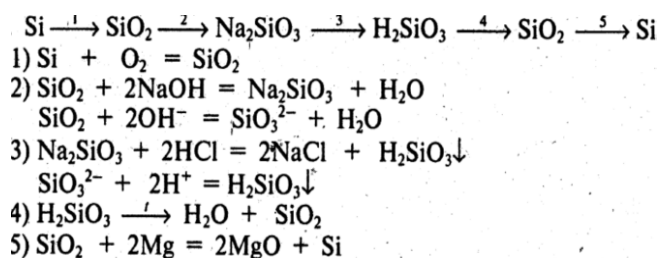 Si —1→ SiO₂ —2→ Na₂SiO₃ —3→ H₂SiO₃ —4→ SiO₂ —5→ Si
1) Si + O₂ = SiO₂
2) SiO₂ + 2NaOH = Na₂SiO₃ + H₂O
SiO₂ + 2OH⁻ = SiO₃²⁻ + H₂O
3) Na₂SiO₃ + 2HCl = 2NaCl + H₂SiO₃↓
SiO₃²⁻ + 2H⁺ = H₂SiO₃↓
4) H₂SiO₃ —t→ H₂O + SiO₂
5) SiO₂ + 2Mg = 2MgO + Si